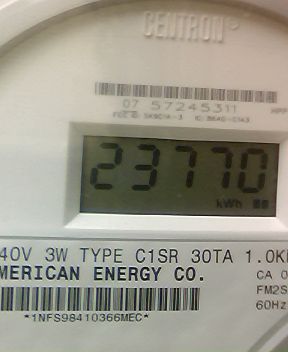 CENTRON®
07 57245311
23770
kWh
40V 3W TYPE C1SR 30TA 1.0K
MERICAN ENERGY CO.
CA 0
FM2S
60Hz
*1NFS98410366MEC*